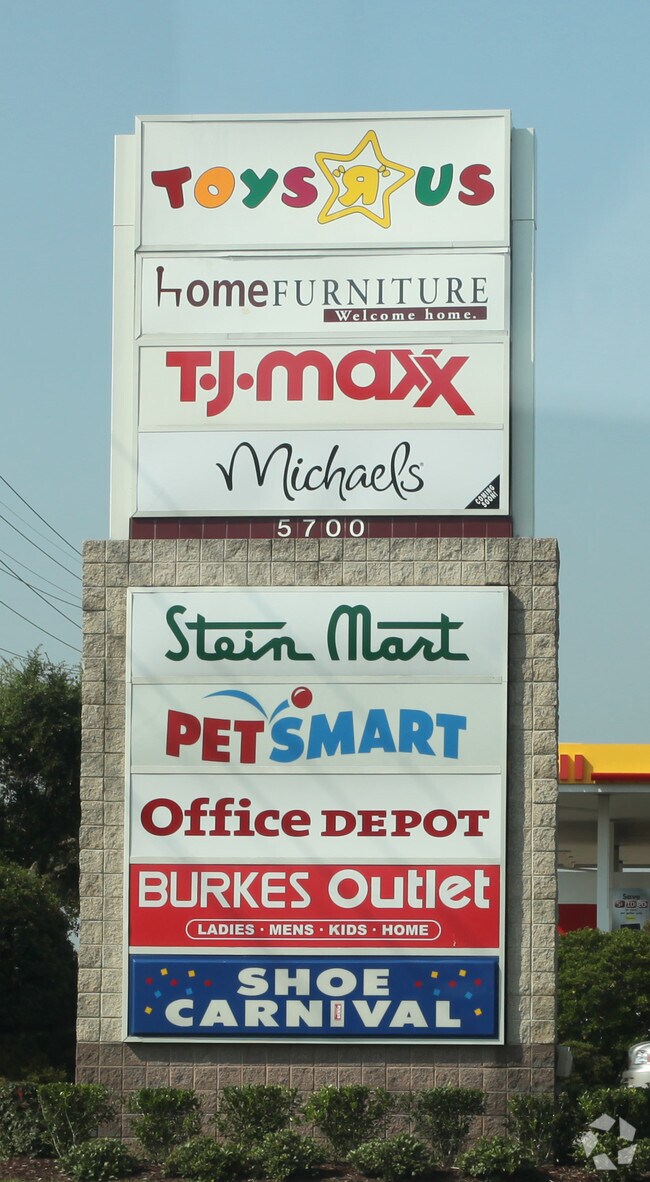 TOYS R US
homeFURNITURE
Welcome home.
T·J·maxx
Michaels
COMING SOON!
5700
Stein Mart
PETSMART
Office DEPOT
BURKES Outlet
LADIES · MENS · KIDS · HOME
SHOE
CARNIVAL
Save